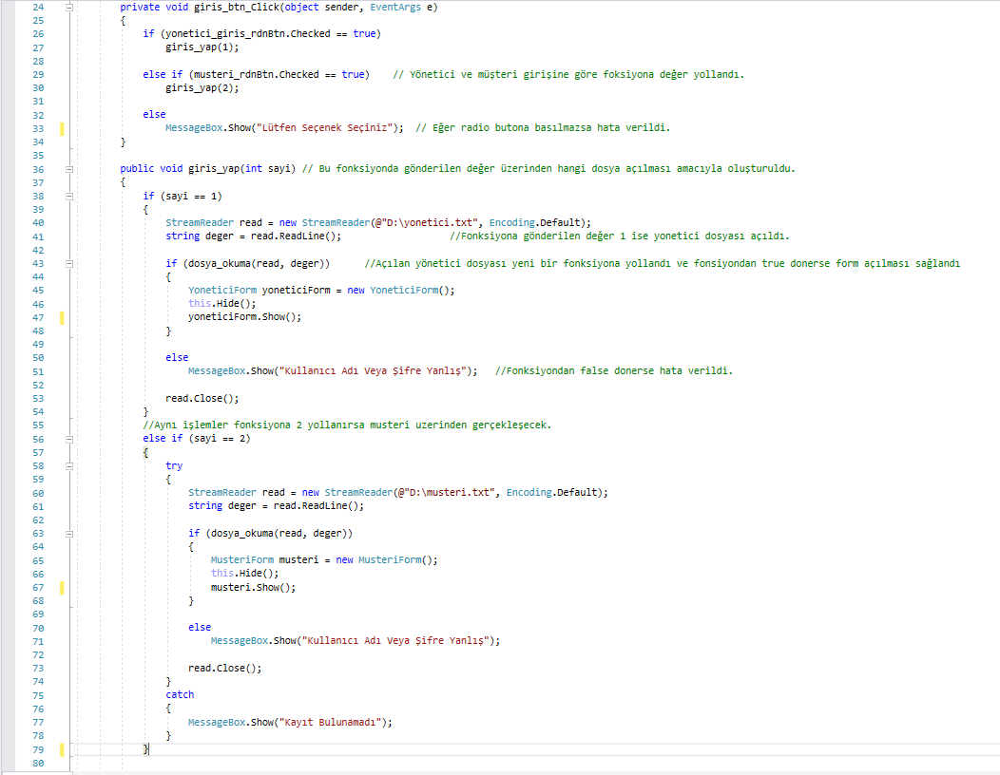 24 private void giris_btn_Click(object sender, EventArgs e)
25 {
26 if (yonetici_giris_rdnBtn.Checked == true)
27 giris_yap(1);
28
29 else if (musteri_rdnBtn.Checked == true) // Yönetici ve müşteri girişine göre foksiyona değer yollandı.
30 giris_yap(2);
31
32 else
33 MessageBox.Show("Lütfen Seçenek Seçiniz"); // Eğer radio butona basılmazsa hata verildi.
34 }
35
36 public void giris_yap(int sayi) // Bu fonksiyonda gönderilen değer üzerinden hangi dosya açılması amacıyla oluşturuldu.
37 {
38 if (sayi == 1)
39 {
40 StreamReader read = new StreamReader(@"D:\yonetici.txt", Encoding.Default);
41 string deger = read.ReadLine(); //Fonksiyona gönderilen değer 1 ise yonetici dosyası açıldı.
42
43 if (dosya_okuma(read, deger)) //Açılan yönetici dosyası yeni bir fonksiyona yollandı ve fonsiyondan true donerse form açılması sağlandı
44 {
45 YoneticiForm yoneticiForm = new YoneticiForm();
46 this.Hide();
47 yoneticiForm.Show();
48 }
49
50 else
51 MessageBox.Show("Kullanıcı Adı Veya Şifre Yanlış"); //Fonksiyondan false donerse hata verildi.
52
53 read.Close();
54 }
55 //Aynı işlemler fonksiyona 2 yollanırsa musteri uzerinden gerçekleşecek.
56 else if (sayi == 2)
57 {
58 try
59 {
60 StreamReader read = new StreamReader(@"D:\musteri.txt", Encoding.Default);
61 string deger = read.ReadLine();
62
63 if (dosya_okuma(read, deger))
64 {
65 MusteriForm musteri = new MusteriForm();
66 this.Hide();
67 musteri.Show();
68 }
69
70 else
71 MessageBox.Show("Kullanıcı Adı Veya Şifre Yanlış");
72
73 read.Close();
74 }
75 catch
76 {
77 MessageBox.Show("Kayıt Bulunamadı");
78 }
79 }
80